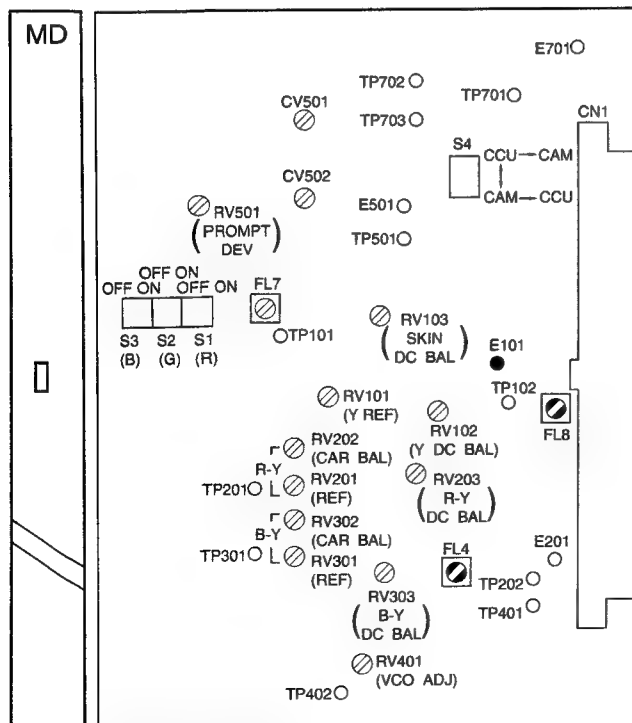 MD
E701
TP702
TP701
CV501
TP703
CN1
S4
CCU → CAM
CAM → CCU
CV502
RV501
(PROMPT
DEV)
E501
TP501
OFF ON
OFF ON OFF ON
FL7
S3 S2 S1
(B) (G) (R)
TP101
RV103
(SKIN
DC BAL)
E101
TP102
FL8
RV101
(Y REF)
RV102
(Y DC BAL)
RV202
(CAR BAL)
R-Y
TP201
RV201
(REF)
RV203
(R-Y
DC BAL)
RV302
(CAR BAL)
B-Y
TP301
RV301
(REF)
FL4
E201
TP202
TP401
RV303
(B-Y
DC BAL)
RV401
(VCO ADJ)
TP402